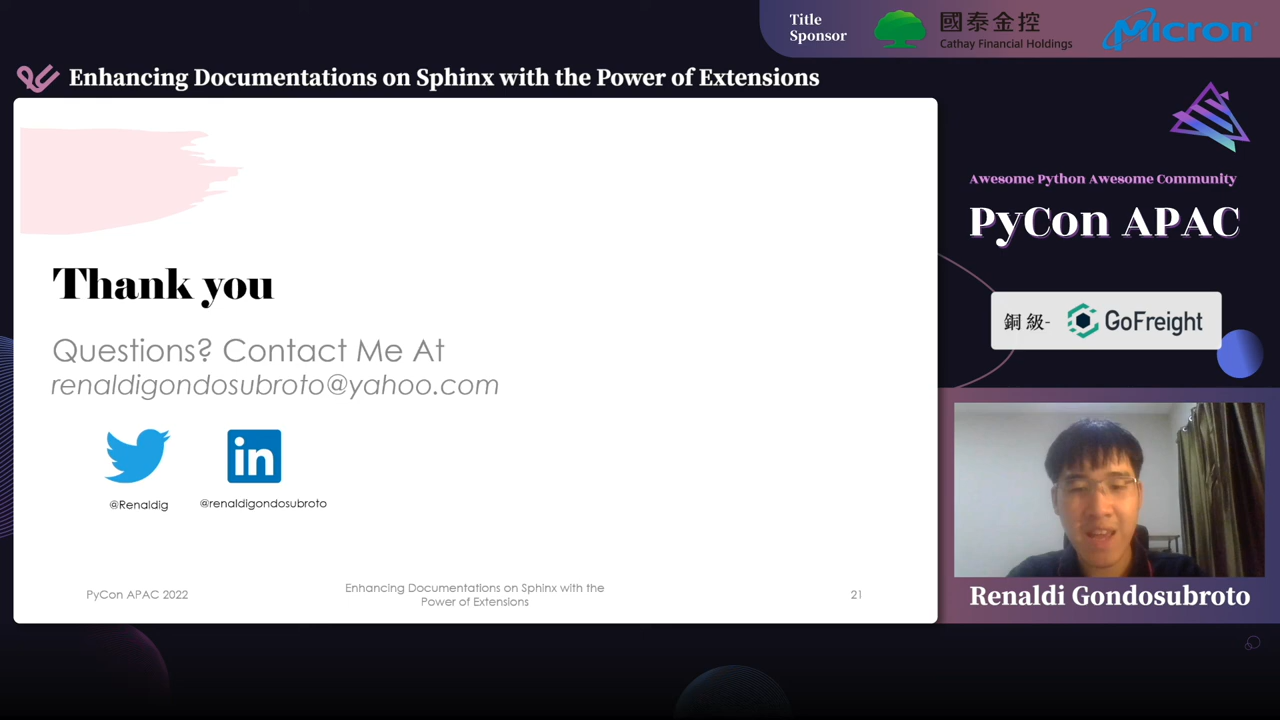 Title
Sponsor
國泰金控
Cathay Financial Holdings
Micron
Enhancing Documentations on Sphinx with the Power of Extensions
Thank you
Questions? Contact Me At
renaldigondosubroto@yahoo.com
in
@Renaldig
@renaldigondosubroto
PyCon APAC 2022
Enhancing Documentations on Sphinx with the
Power of Extensions
21
Awesome Python Awesome Community
PyCon APAC
銅級-
GoFreight
Renaldi Gondosubroto